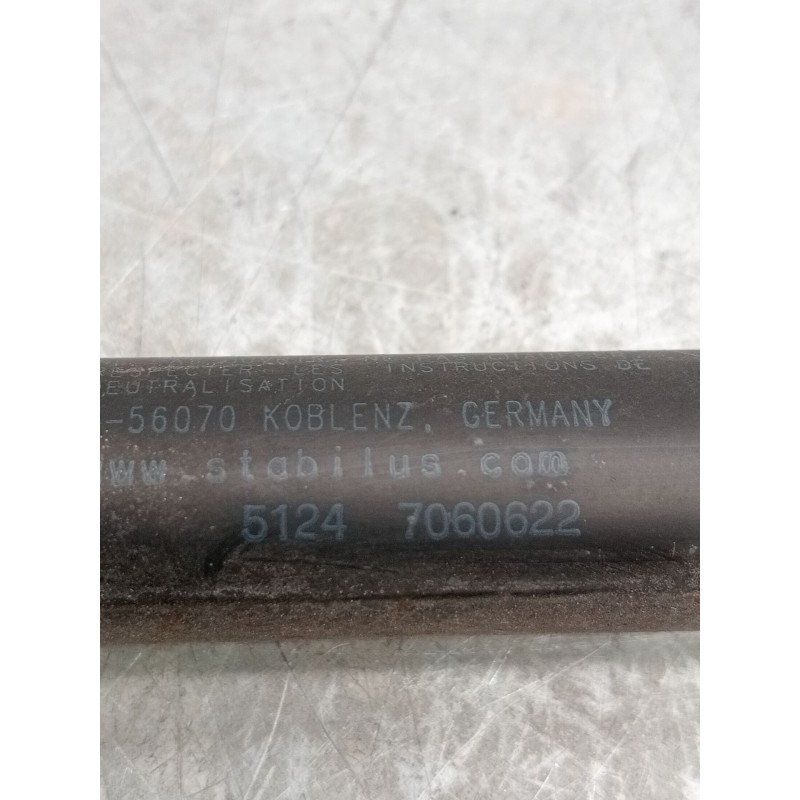 RESPECTER LES INSTRUCTIONS DE
NEUTRALISATION
-56070 KOBLENZ, GERMANY
www.stabilus.com
5124 7060622